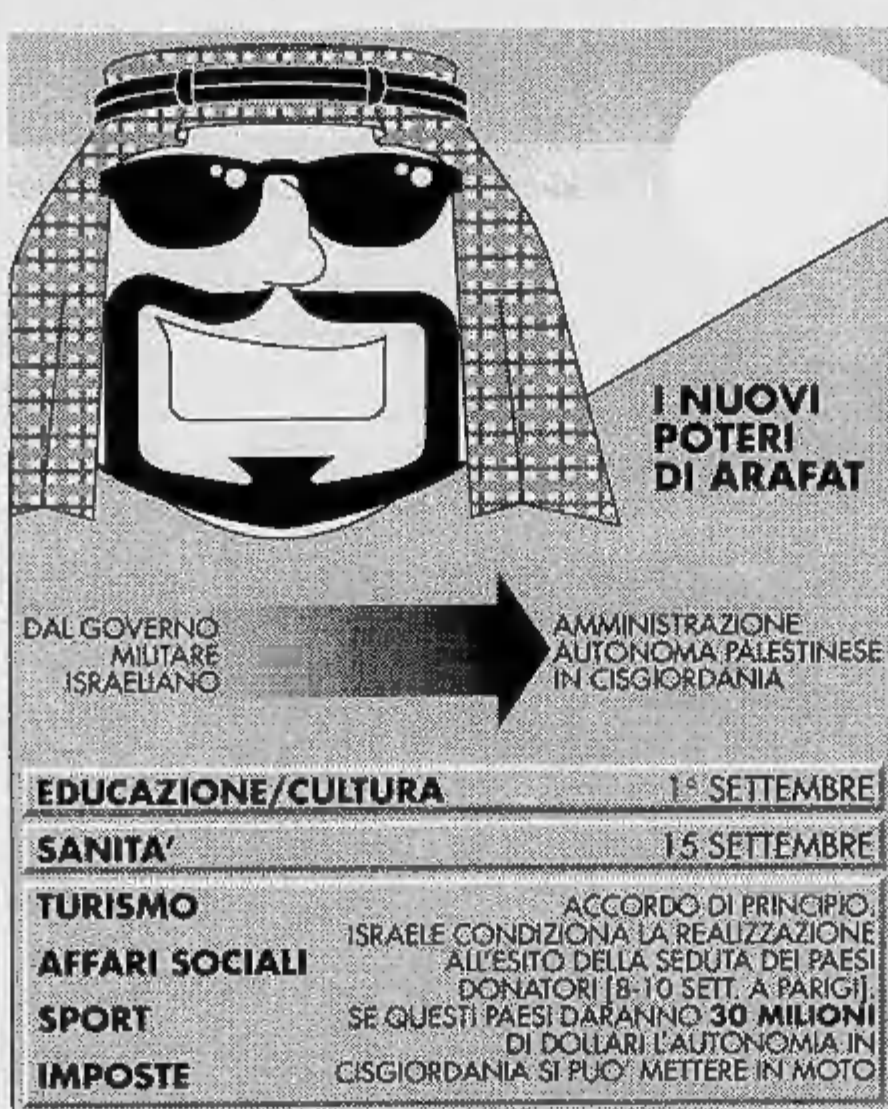 I NUOVI
POTERI
DI ARAFAT
DAL GOVERNO
MILITARE
ISRAELIANO
AMMINISTRAZIONE
AUTONOMA PALESTINESE
IN CISGIORDANIA
EDUCAZIONE/CULTURA 1° SETTEMBRE
SANITA' 15 SETTEMBRE
TURISMO
AFFARI SOCIALI
SPORT
IMPOSTE
ACCORDO DI PRINCIPIO.
ISRAELE CONDIZIONA LA REALIZZAZIONE
ALL'ESITO DELLA SEDUTA DEI PAESI
DONATORI [8-10 SETT. A PARIGI].
SE QUESTI PAESI DARANNO 30 MILIONI
DI DOLLARI L'AUTONOMIA IN
CISGIORDANIA SI PUO' METTERE IN MOTO